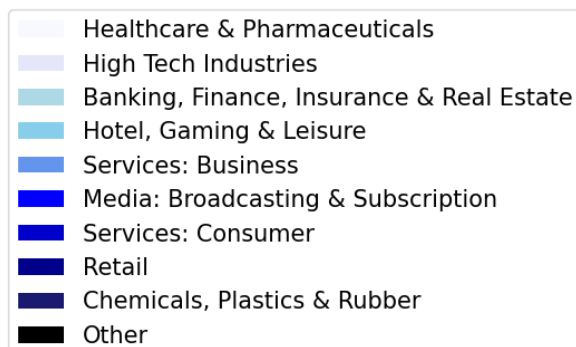 Healthcare & Pharmaceuticals
High Tech Industries
Banking, Finance, Insurance & Real Estate
Hotel, Gaming & Leisure
Services: Business
Media: Broadcasting & Subscription
Services: Consumer
Retail
Chemicals, Plastics & Rubber
Other